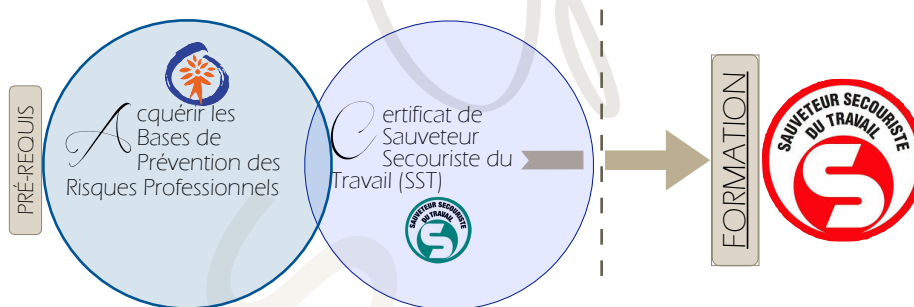 PRÉ-REQUIS
Acquérir les
Bases de
Prévention des
Risques Professionnels
Certificat de
Sauveteur
Secouriste du
Travail (SST)
SAUVETEUR SECOURISTE
DU TRAVAIL
S
FORMATION
SAUVETEUR SECOURISTE
DU TRAVAIL
S